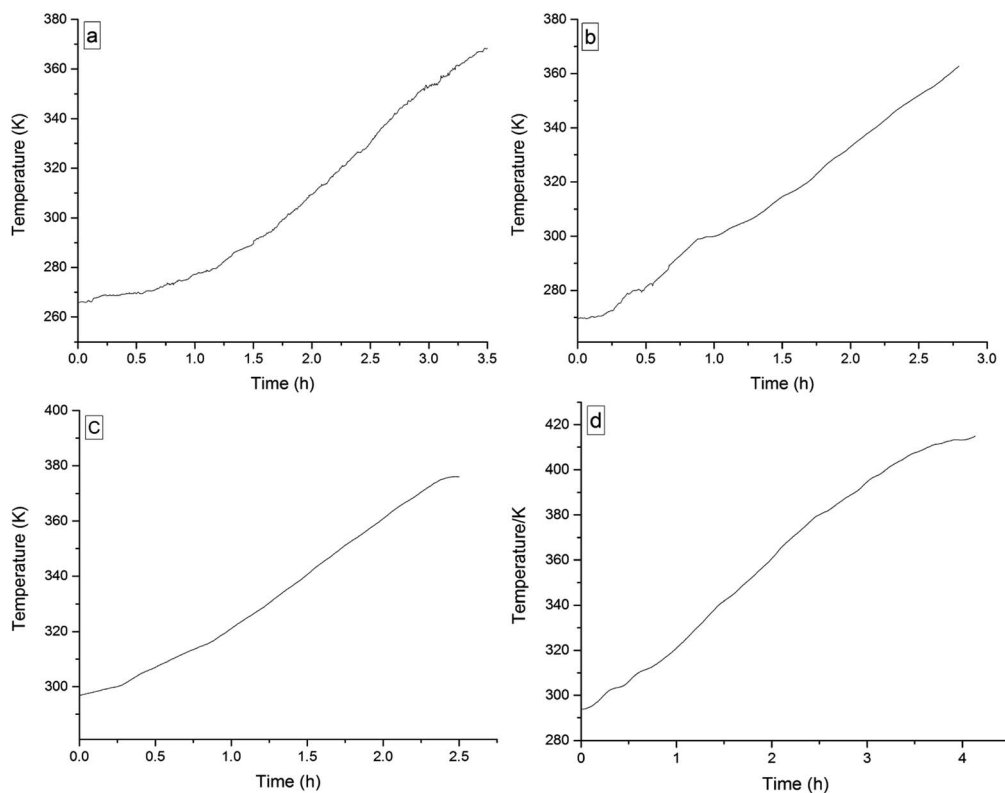 a
380
360
340
320
300
280
260
Temperature (K)
0.0 0.5 1.0 1.5 2.0 2.5 3.0 3.5
Time (h)
b
380
360
340
320
300
280
Temperature (K)
0.0 0.5 1.0 1.5 2.0 2.5 3.0
Time (h)
C
400
380
360
340
320
300
Temperature (K)
0.0 0.5 1.0 1.5 2.0 2.5
Time (h)
d
420
400
380
360
340
320
300
280
Temperature/K
0 1 2 3 4
Time (h)